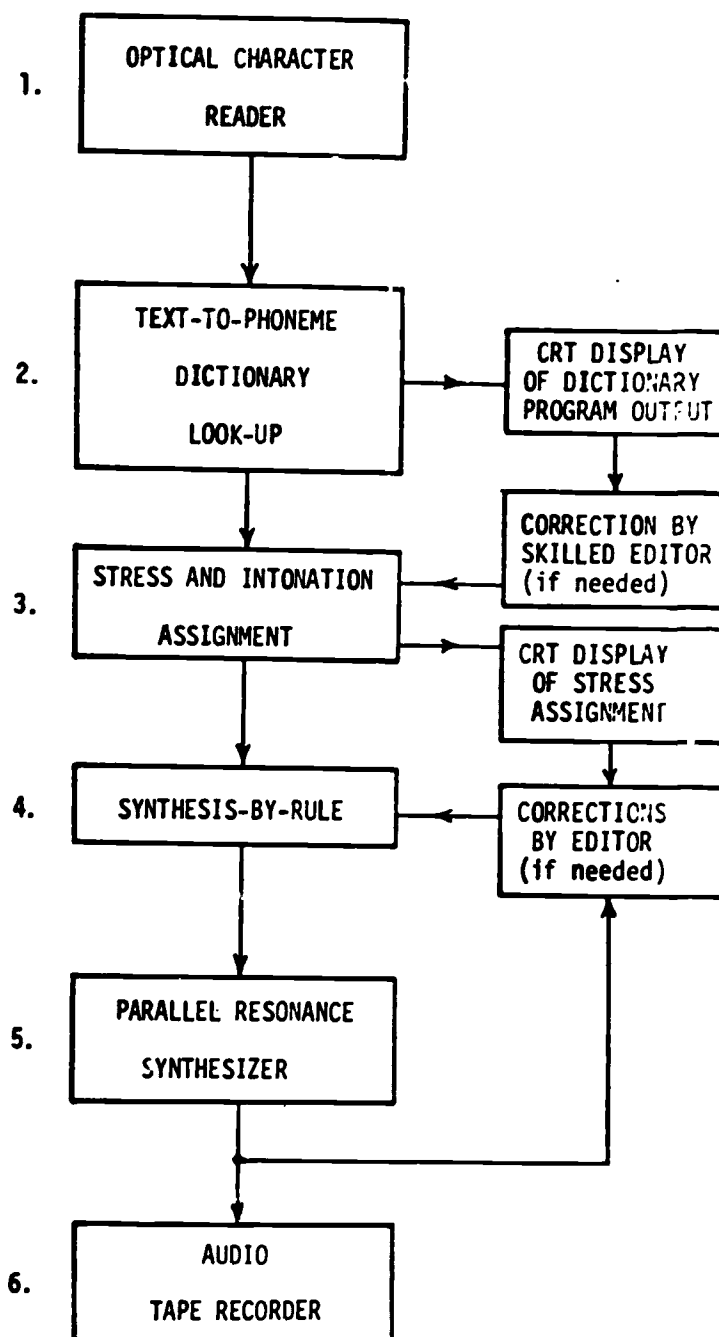 1.
OPTICAL CHARACTER
READER
2.
TEXT-TO-PHONEME
DICTIONARY
LOOK-UP
CRT DISPLAY
OF DICTIONARY
PROGRAM OUTPUT
CORRECTION BY
SKILLED EDITOR
(if needed)
3.
STRESS AND INTONATION
ASSIGNMENT
CRT DISPLAY
OF STRESS
ASSIGNMENT
4.
SYNTHESIS-BY-RULE
CORRECTIONS
BY EDITOR
(if needed)
5.
PARALLEL RESONANCE
SYNTHESIZER
6.
AUDIO
TAPE RECORDER